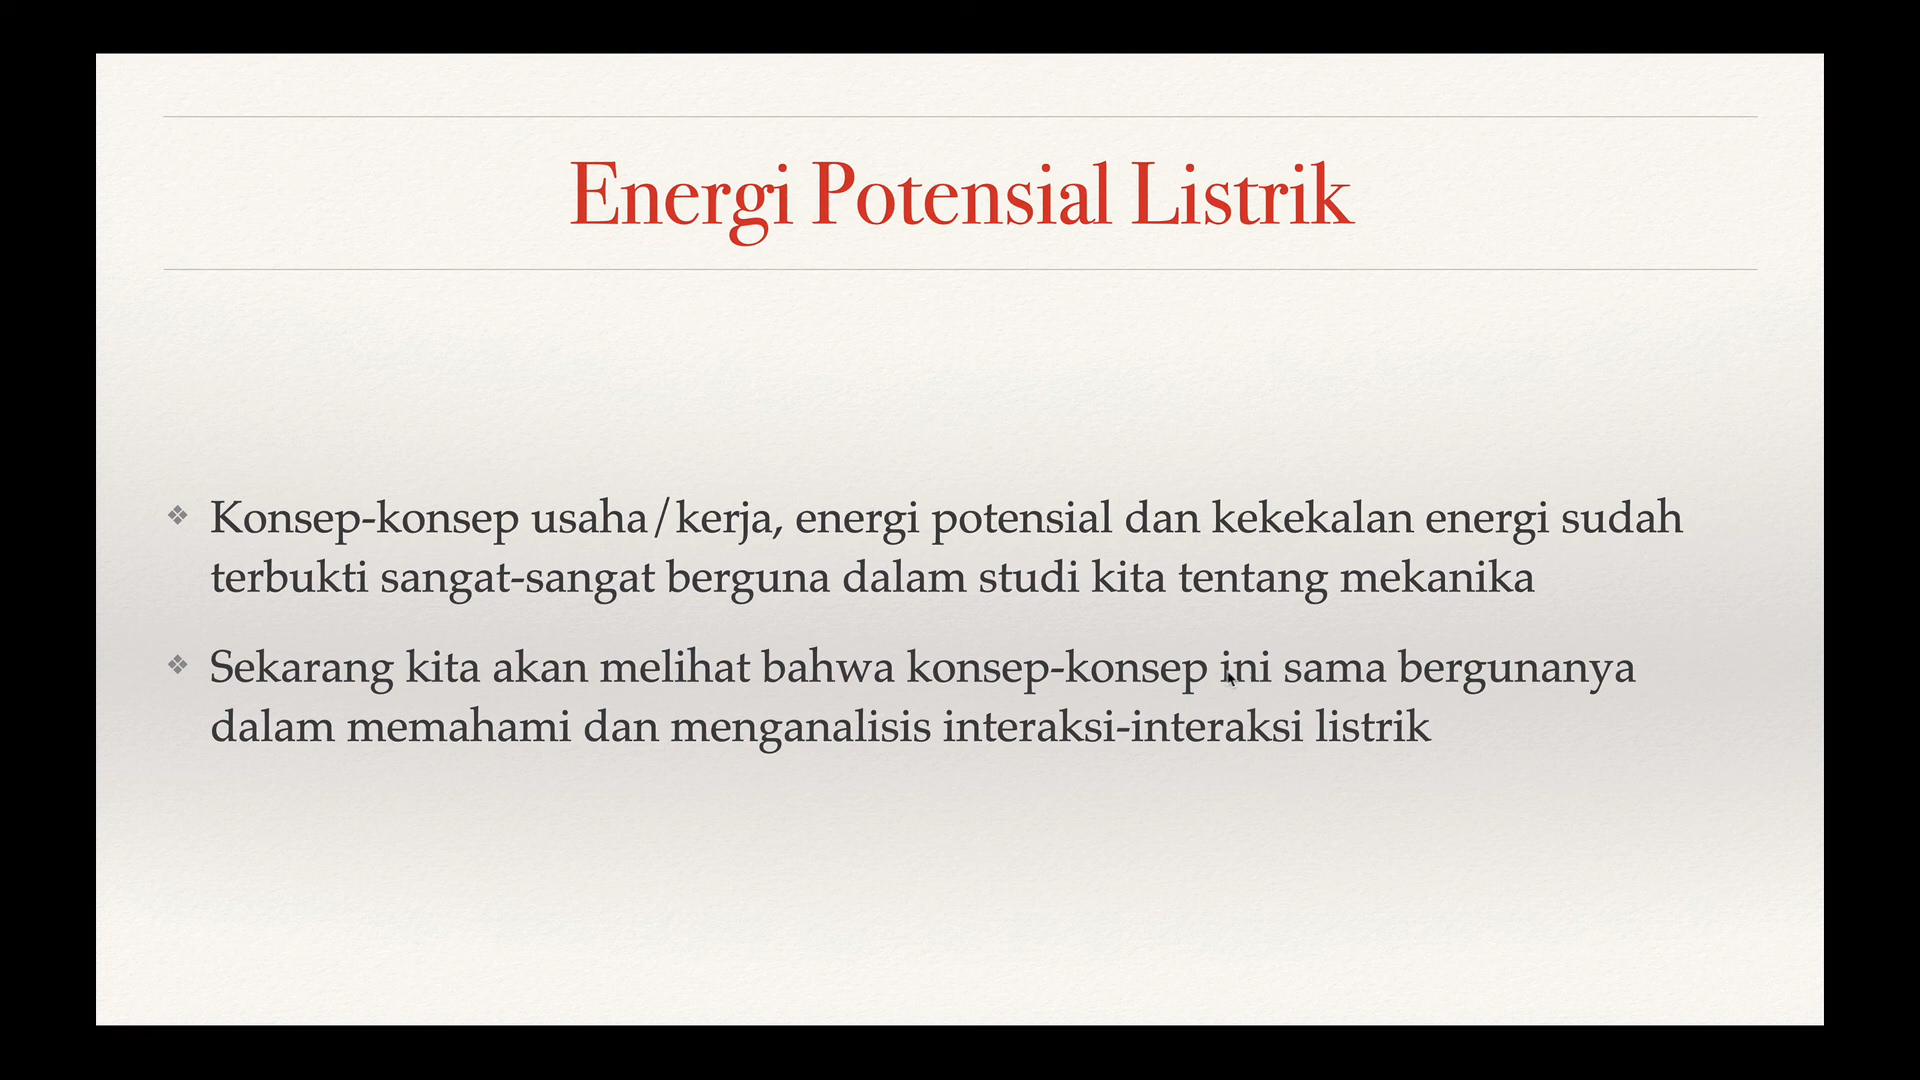 Energi Potensial Listrik
Konsep-konsep usaha/kerja, energi potensial dan kekekalan energi sudah
terbukti sangat-sangat berguna dalam studi kita tentang mekanika
Sekarang kita akan melihat bahwa konsep-konsep ini sama bergunanya
dalam memahami dan menganalisis interaksi-interaksi listrik